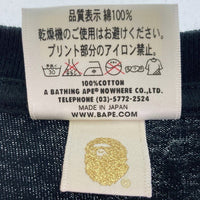 品質表示 綿100%
乾燥機のご使用はお避けください。
プリント部分のアイロン禁止。
100%COTTON
A BATHING APE® NOWHERE CO.,LTD.
TELEPHONE (03)-5772-2524
MADE IN JAPAN
WWW.BAPE.COM